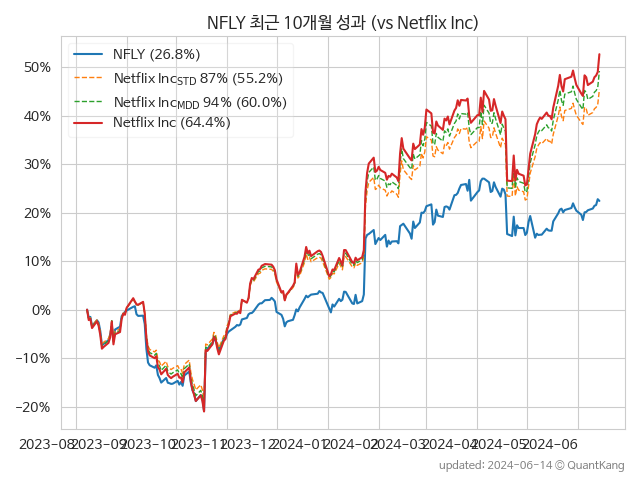 NFLY 최근 10개월 성과 (vs Netflix Inc)
NFLY (26.8%)
Netflix Inc_STD 87% (55.2%)
Netflix Inc_MDD 94% (60.0%)
Netflix Inc (64.4%)
50%
40%
30%
20%
10%
0%
−10%
−20%
2023-08 2023-09 2023-10 2023-11 2023-12 2024-01 2024-02 2024-03 2024-04 2024-05 2024-06
updated: 2024-06-14 © QuantKang